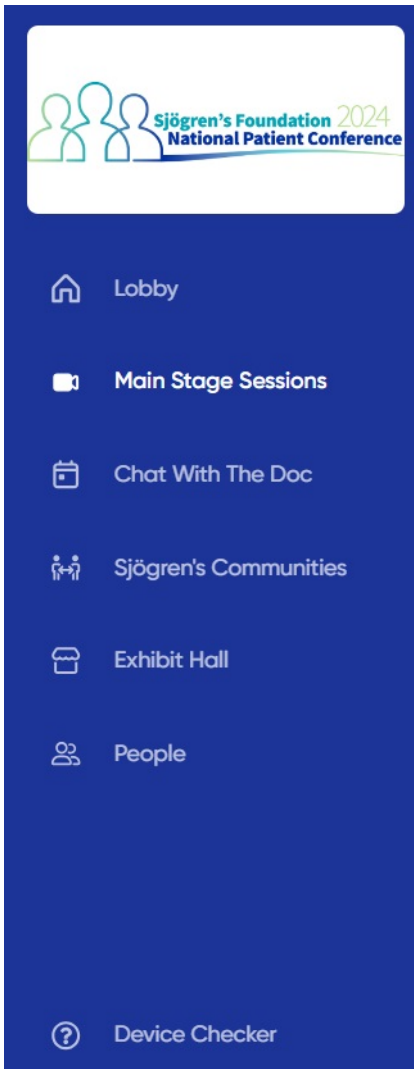 Sjögren's Foundation 2024
National Patient Conference
Lobby
Main Stage Sessions
Chat With The Doc
Sjögren's Communities
Exhibit Hall
People
Device Checker